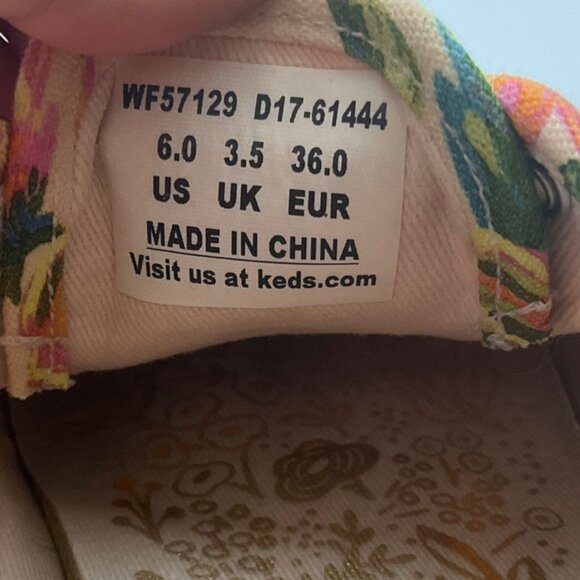 WF57129 D17-61444
6.0 3.5 36.0
US UK EUR
MADE IN CHINA
Visit us at keds.com